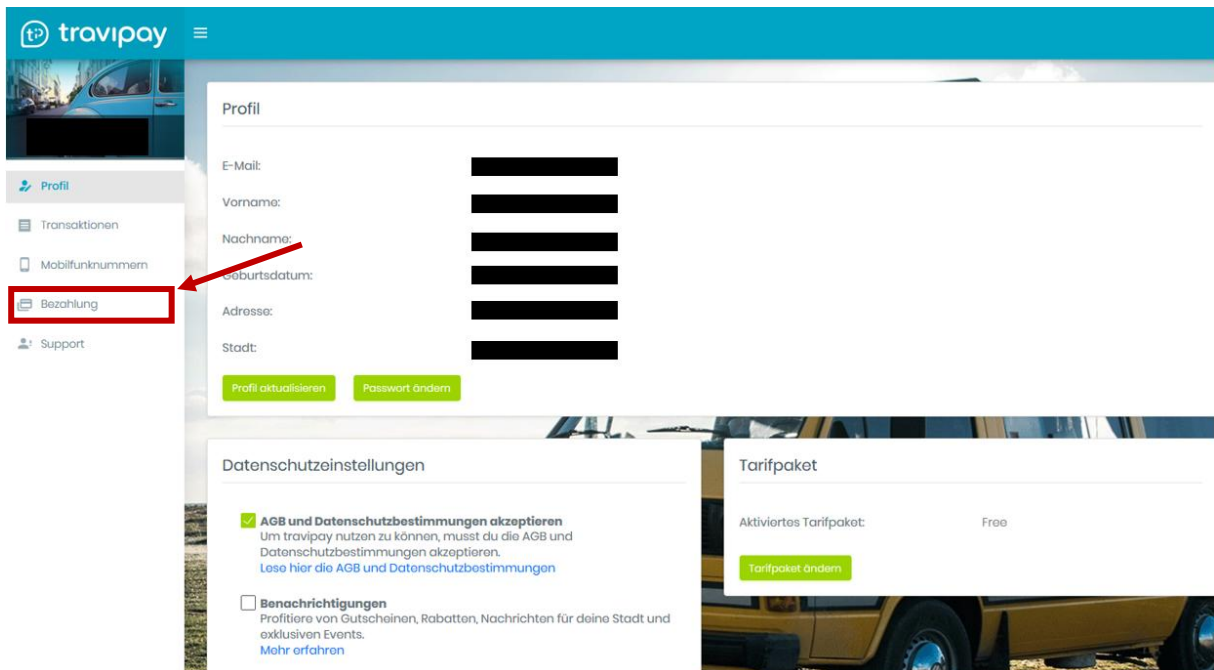 travipay
Profil
E-Mail:
Profil
Vorname:
Transaktionen
Nachname:
Mobilfunknummern
Geburtsdatum:
Bezahlung
Adresse:
Support
Stadt:
Profil aktualisieren
Passwort ändern
Datenschutzeinstellungen
AGB und Datenschutzbestimmungen akzeptieren
Um travipay nutzen zu können, musst du die AGB und
Datenschutzbestimmungen akzeptieren.
Lese hier die AGB und Datenschutzbestimmungen
Benachrichtigungen
Profitiere von Gutscheinen, Rabatten, Nachrichten für deine Stadt und
exklusiven Events.
Mehr erfahren
Tarifpaket
Aktiviertes Tarifpaket: Free
Tarifpaket ändern